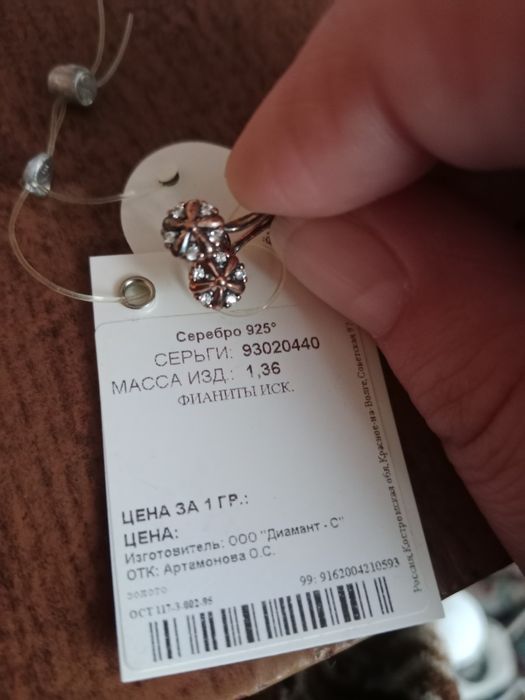 Серебро 925°
СЕРЬГИ: 93020440
МАССА ИЗД.: 1,36
ФИАНИТЫ ИСК.
ЦЕНА ЗА 1 ГР.:
ЦЕНА:
Изготовитель: ООО "Диамант - С"
ОТК: Артамонова О.С.
золото
99: 9162004210593
ОСТ 117-3-002-95
Россия, Костромская обл, Красное-на-Волге, Советская